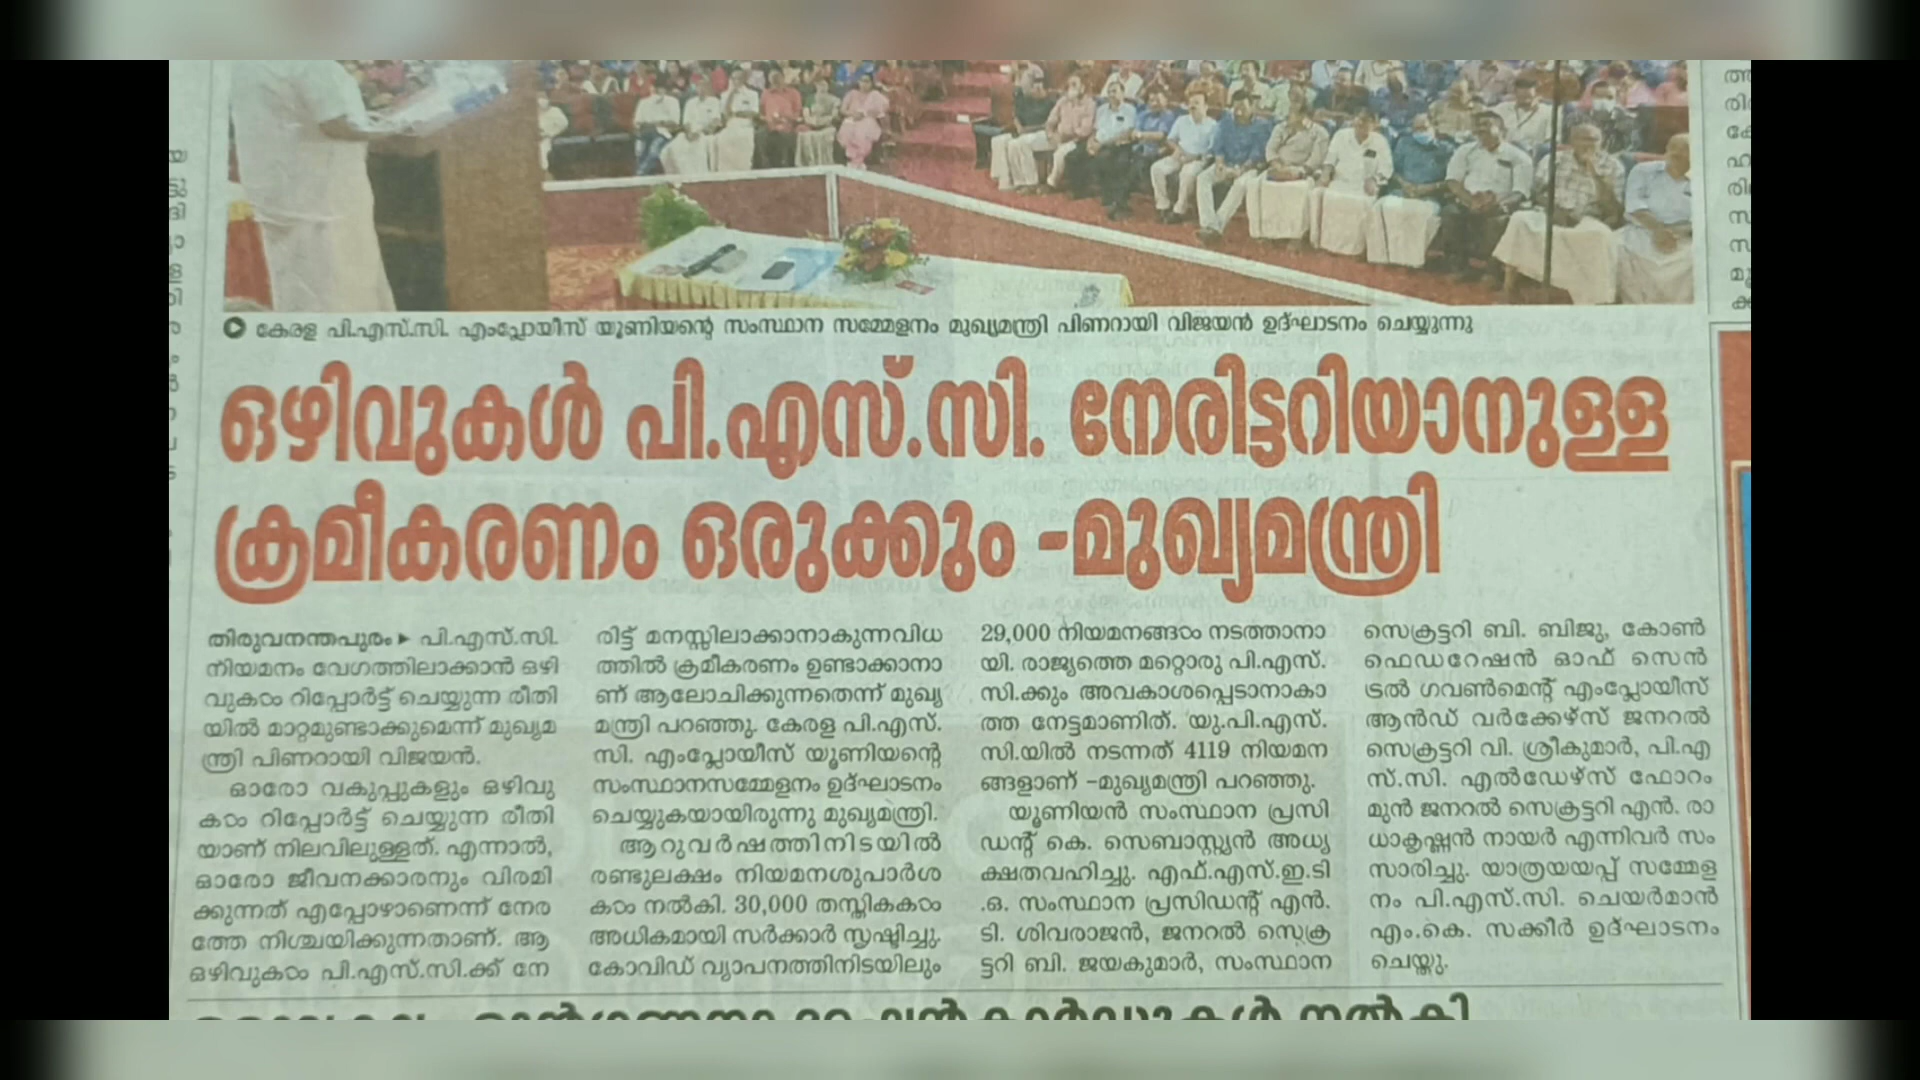 കേരള പി.എസ്.സി. എംപ്ലോയീസ് യൂണിയന്റെ സംസ്ഥാന സമ്മേളനം മുഖ്യമന്ത്രി പിണറായി വിജയൻ ഉദ്ഘാടനം ചെയ്യുന്നു
ഒഴിവുകൾ പി.എസ്.സി. നേരിട്ടറിയാനുള്ള
ക്രമീകരണം ഒരുക്കും -മുഖ്യമന്ത്രി
തിരുവനന്തപുരം ▸ പി.എസ്.സി.
നിയമനം വേഗത്തിലാക്കാൻ ഒഴി
വുകൾ റിപ്പോർട്ട് ചെയ്യുന്ന രീതി
യിൽ മാറ്റമുണ്ടാക്കുമെന്ന് മുഖ്യമ
ന്ത്രി പിണറായി വിജയൻ.
ഓരോ വകുപ്പുകളും ഒഴിവു
കൾ റിപ്പോർട്ട് ചെയ്യുന്ന രീതി
യാണ് നിലവിലുള്ളത്. എന്നാൽ,
ഓരോ ജീവനക്കാരനും വിരമി
ക്കുന്നത് എപ്പോഴാണെന്ന് നേര
ത്തേ നിശ്ചയിക്കുന്നതാണ്. ആ
ഒഴിവുകൾ പി.എസ്.സി.ക്ക് നേ
രിട്ട് മനസ്സിലാക്കാനാകുന്നവിധ
ത്തിൽ ക്രമീകരണം ഉണ്ടാക്കാനാ
ണ് ആലോചിക്കുന്നതെന്ന് മുഖ്യ
മന്ത്രി പറഞ്ഞു. കേരള പി.എസ്.
സി. എംപ്ലോയീസ് യൂണിയന്റെ
സംസ്ഥാനസമ്മേളനം ഉദ്ഘാടനം
ചെയ്യുകയായിരുന്നു മുഖ്യമന്ത്രി.
ആറുവർഷത്തിനിടയിൽ
രണ്ടുലക്ഷം നിയമനശുപാർശ
കൾ നൽകി. 30,000 തസ്തികകൾ
അധികമായി സർക്കാർ സൃഷ്ടിച്ചു.
കോവിഡ് വ്യാപനത്തിനിടയിലും
29,000 നിയമനങ്ങൾ നടത്താനാ
യി. രാജ്യത്തെ മറ്റൊരു പി.എസ്.
സി.ക്കും അവകാശപ്പെടാനാകാ
ത്ത നേട്ടമാണിത്. യു.പി.എസ്.
സി.യിൽ നടന്നത് 4119 നിയമന
ങ്ങളാണ് -മുഖ്യമന്ത്രി പറഞ്ഞു.
യൂണിയൻ സംസ്ഥാന പ്രസി
ഡന്റ് കെ. സെബാസ്റ്റ്യൻ അധ്യ
ക്ഷതവഹിച്ചു. എഫ്.എസ്.ഇ.ടി
.ഒ. സംസ്ഥാന പ്രസിഡന്റ് എൻ.
ടി. ശിവരാജൻ, ജനറൽ സെക്ര
ട്ടറി ബി. ജയകുമാർ, സംസ്ഥാന
സെക്രട്ടറി ബി. ബിജു, കോൺ
ഫെഡറേഷൻ ഓഫ് സെൻ
ട്രൽ ഗവൺമെന്റ് എംപ്ലോയീസ്
ആൻഡ് വർക്കേഴ്സ് ജനറൽ
സെക്രട്ടറി വി. ശ്രീകുമാർ, പി.എ
സ്.സി. എൽഡേഴ്സ് ഫോറം
മുൻ ജനറൽ സെക്രട്ടറി എൻ. രാ
ധാകൃഷ്ണൻ നായർ എന്നിവർ സം
സാരിച്ചു. യാത്രയയപ്പ് സമ്മേള
നം പി.എസ്.സി. ചെയർമാൻ
എം.കെ. സക്കീർ ഉദ്ഘാടനം
ചെയ്തു.